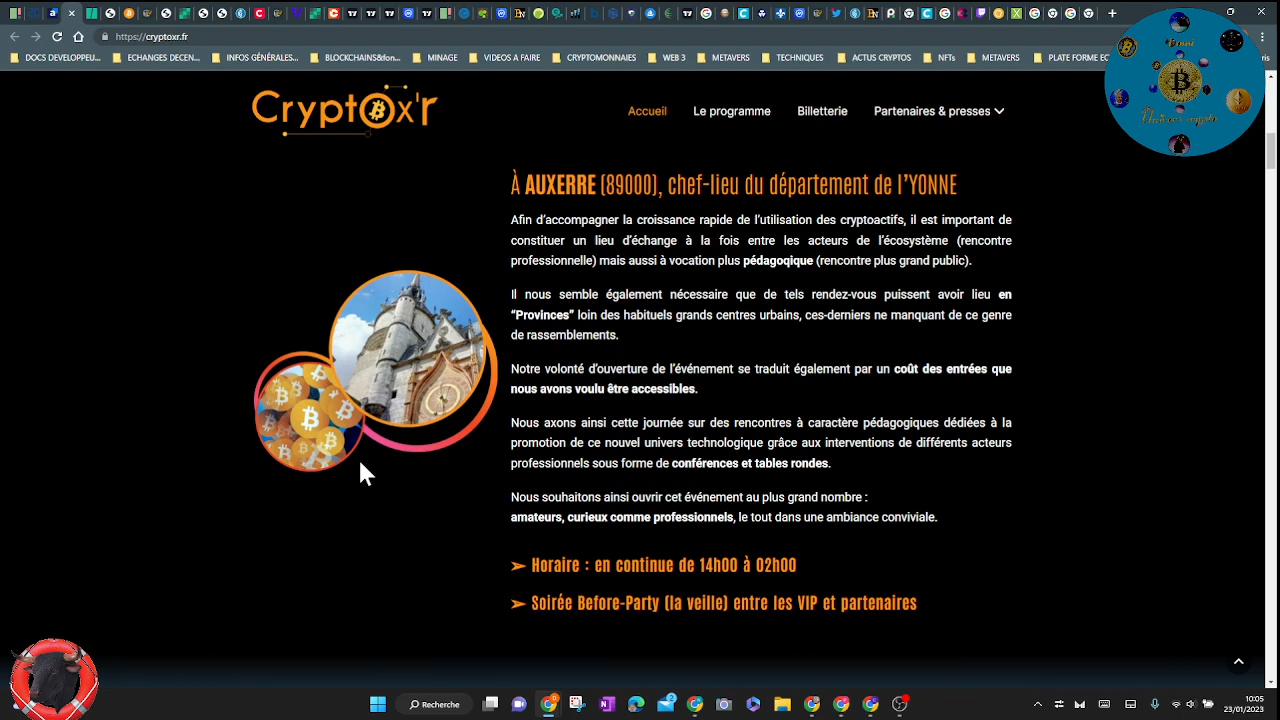 https://cryptoxr.fr
DOCS DEVELOPPEU... ECHANGES DECEN... INFOS GÉNÉRALES... BLOCKCHAINS&fon... MINAGE VIDEOS A FAIRE CRYPTOMONNAIES WEB 3 METAVERS TECHNIQUES ACTUS CRYPTOS NFTs METAVERS PLATE FORME EC
CryptOx'r
Accueil Le programme Billetterie Partenaires & presses
À AUXERRE (89000), chef-lieu du département de l'YONNE
Afin d'accompagner la croissance rapide de l'utilisation des cryptoactifs, il est important de
constituer un lieu d'échange à la fois entre les acteurs de l'écosystème (rencontre
professionnelle) mais aussi à vocation plus pédagoqique (rencontre plus grand public).
Il nous semble également nécessaire que de tels rendez-vous puissent avoir lieu en
“Provinces” loin des habituels grands centres urbains, ces-derniers ne manquant de ce genre
de rassemblements.
Notre volonté d'ouverture de l'événement se traduit également par un coût des entrées que
nous avons voulu être accessibles.
Nous axons ainsi cette journée sur des rencontres à caractère pédagogiques dédiées à la
promotion de ce nouvel univers technologique grâce aux interventions de différents acteurs
professionnels sous forme de conférences et tables rondes.
Nous souhaitons ainsi ouvrir cet événement au plus grand nombre :
amateurs, curieux comme professionnels, le tout dans une ambiance conviviale.
➢ Horaire : en continue de 14h00 à 02h00
➢ Soirée Before-Party (la veille) entre les VIP et partenaires
Rechercher
10:05
23/01/2023